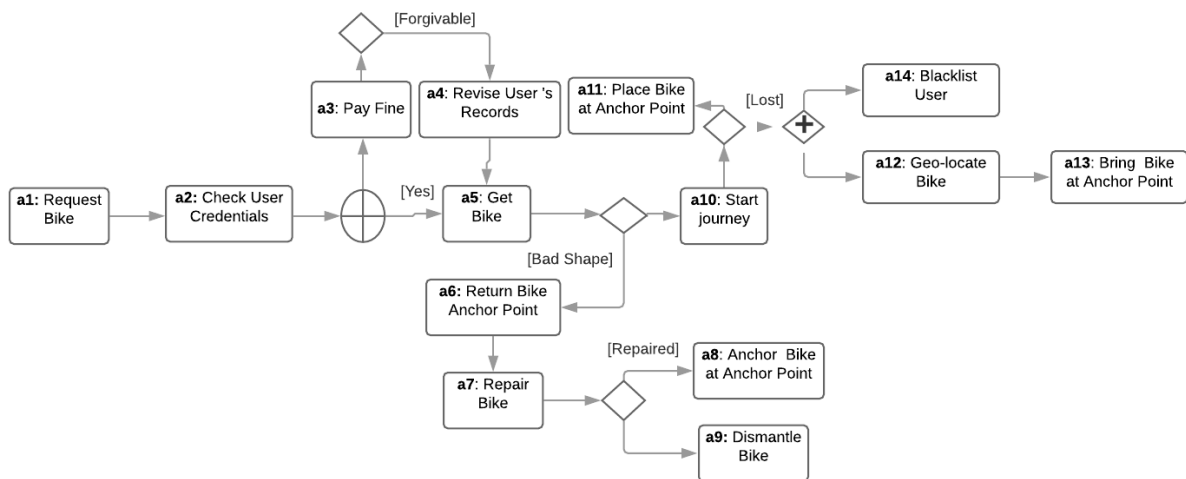 [Forgivable]
a3: Pay Fine
a4: Revise User 's
Records
a11: Place Bike
at Anchor Point
[Lost]
a14: Blacklist
User
a12: Geo-locate
Bike
a13: Bring Bike
at Anchor Point
a1: Request
Bike
a2: Check User
Credentials
[Yes]
a5: Get
Bike
a10: Start
journey
[Bad Shape]
a6: Return Bike
Anchor Point
a7: Repair
Bike
[Repaired]
a8: Anchor Bike
at Anchor Point
a9: Dismantle
Bike